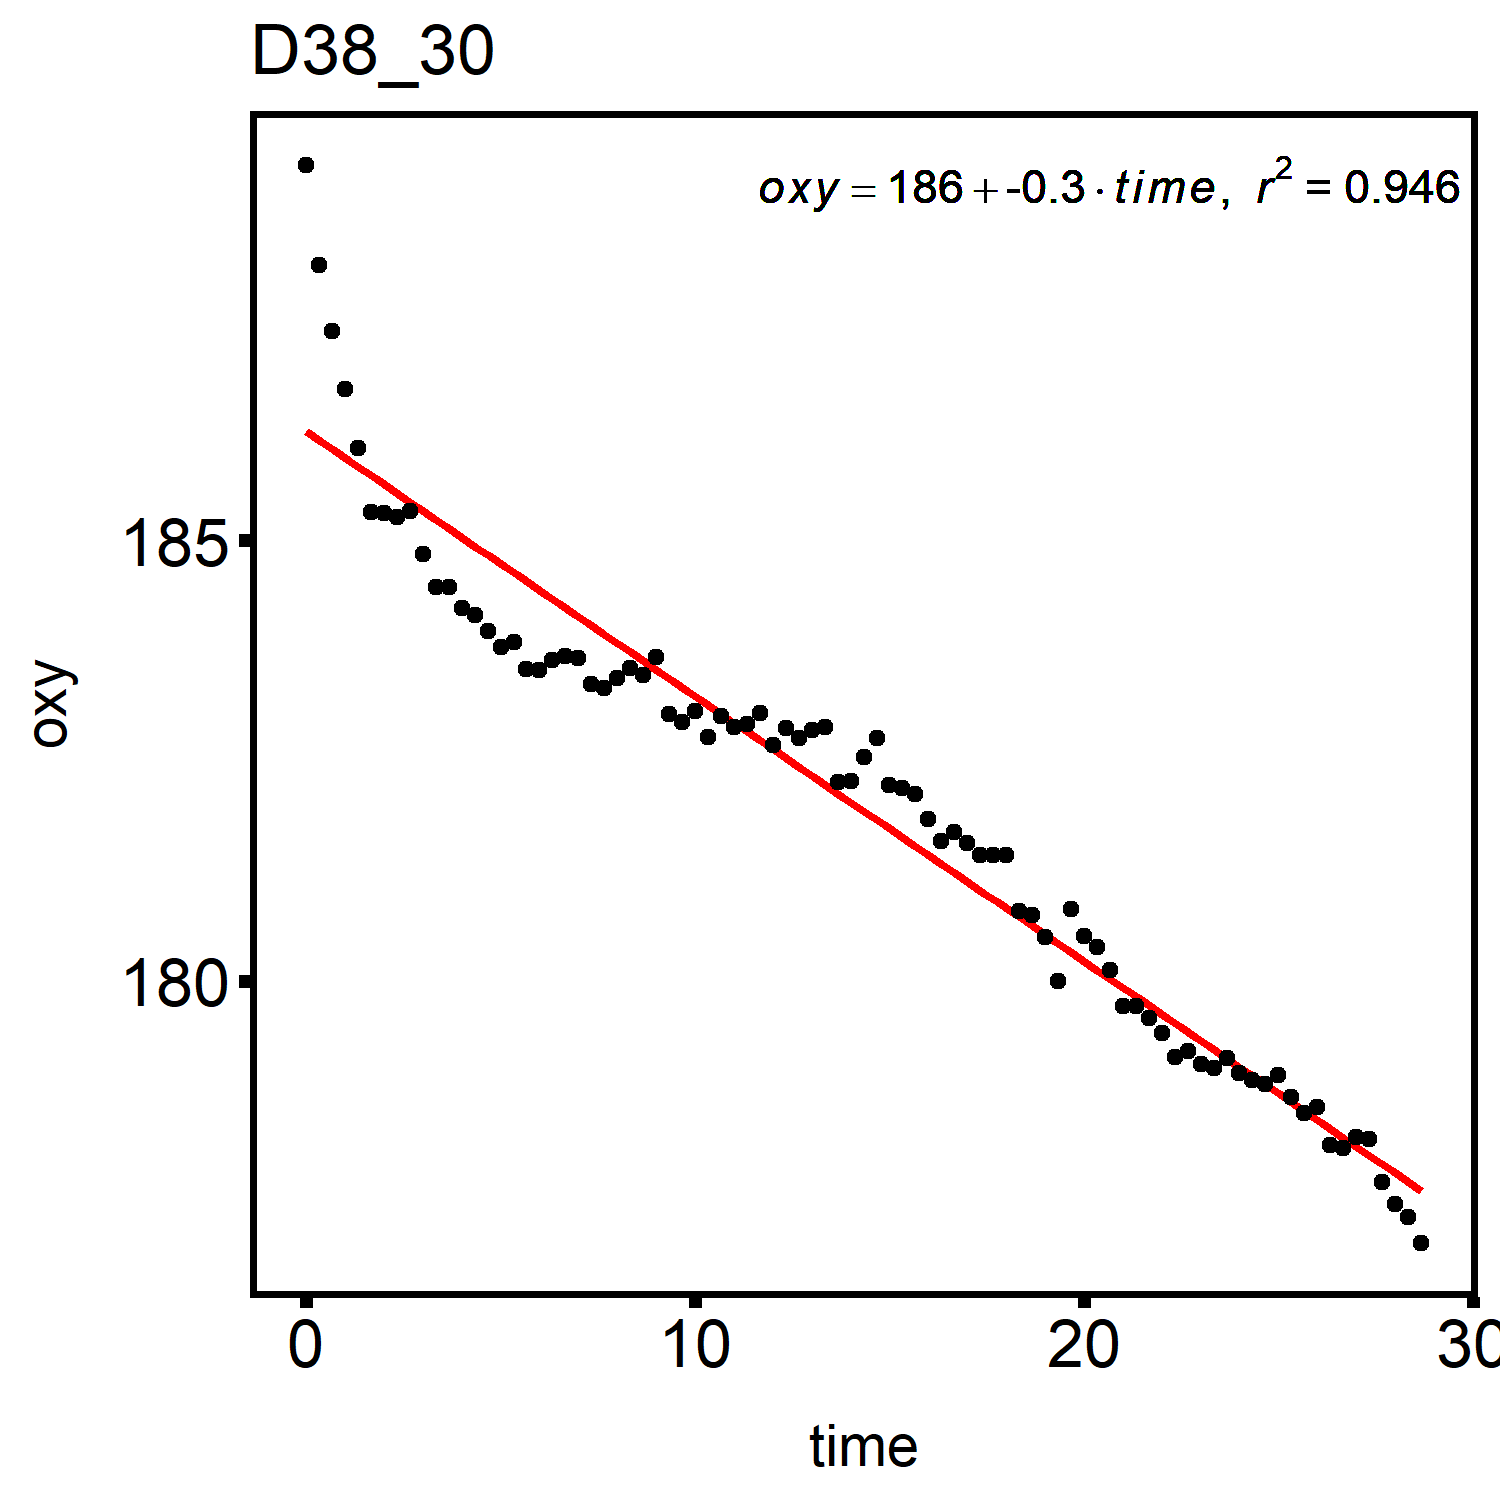 D38_30
oxy = 186 + -0.3 · time, r² = 0.946
185
180
oxy
0 10 20 30
time